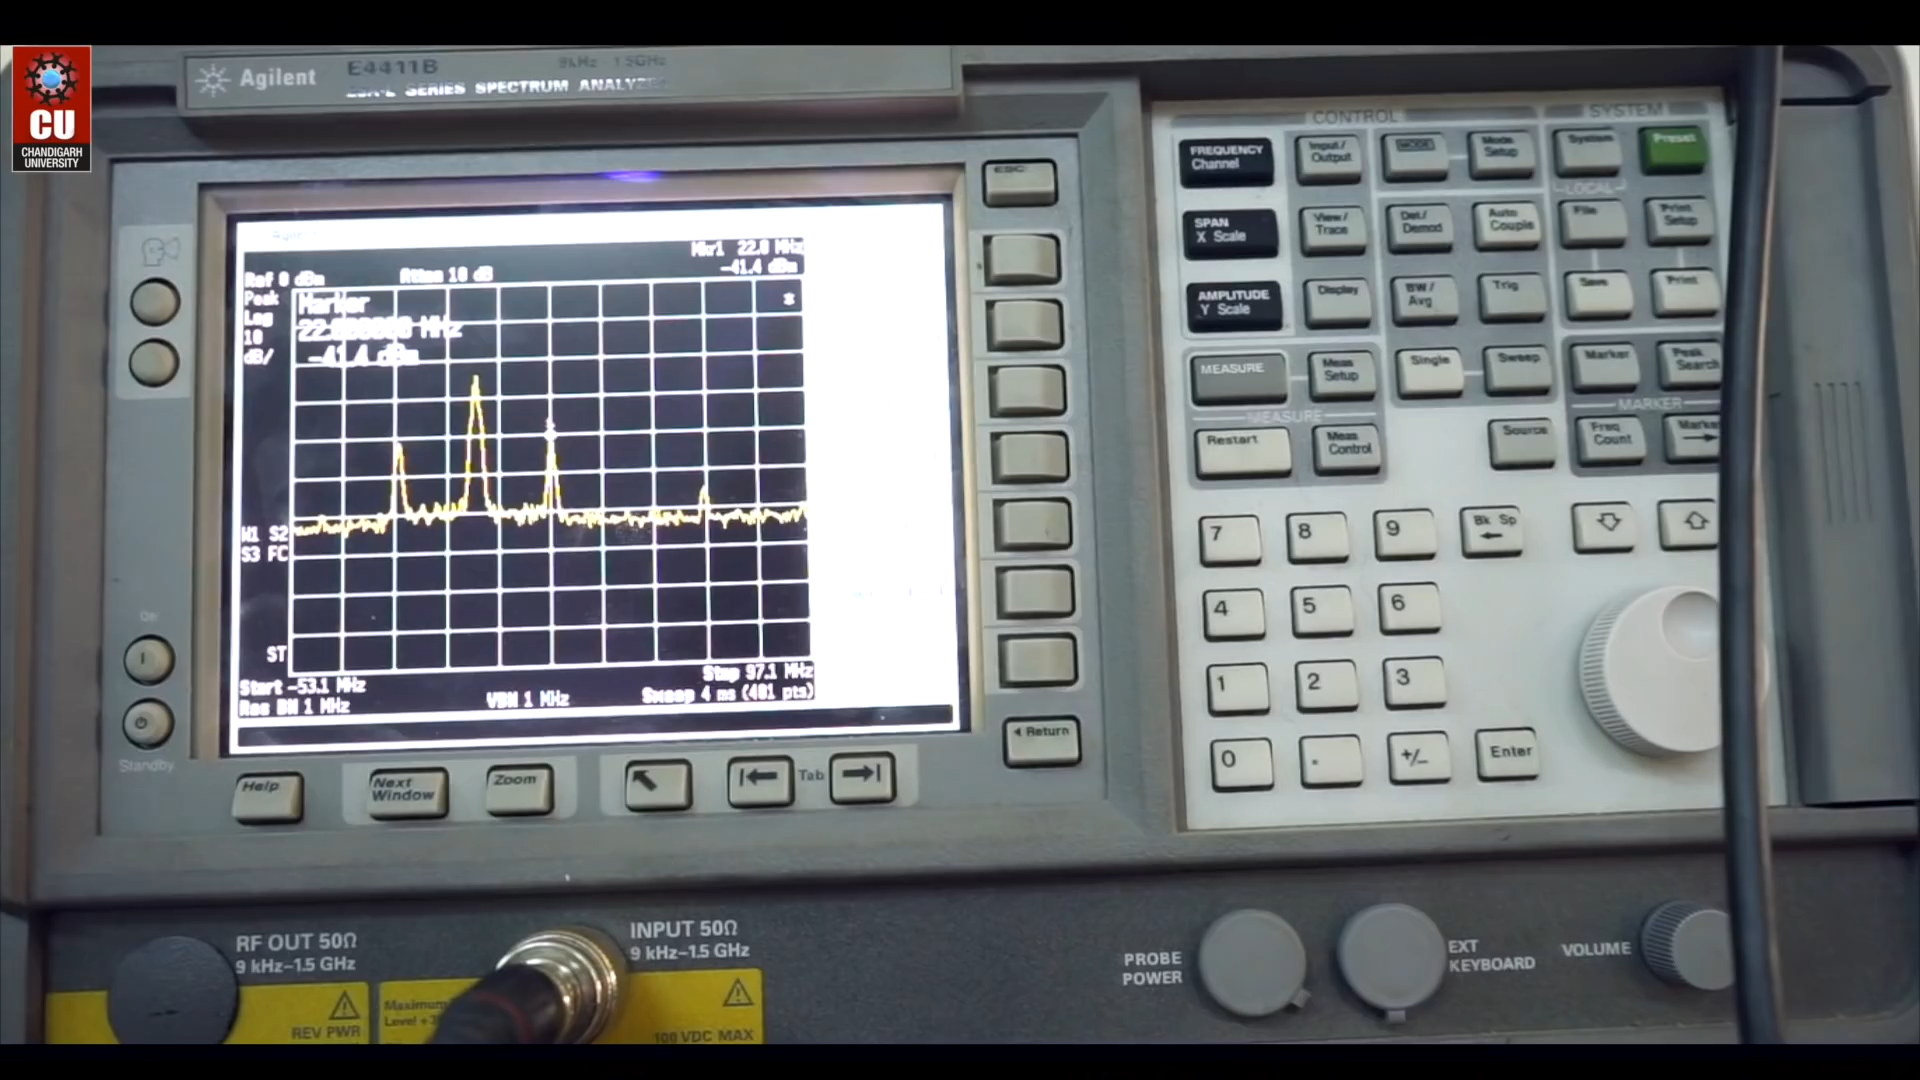 CU
CHANDIGARH
UNIVERSITY
Agilent
E4411B
9kHz - 1.5GHz
SERIES SPECTRUM ANALYZER
Mkr1 22.0 MHz
-41.4 dBm
Ref 0 dBm
Atten 10 dB
Peak
Log
10
dB/
Marker
22.000000 MHz
-41.4 dBm
W1 S2
S3 FC
ST
Start -53.1 MHz
Stop 97.1 MHz
Res BW 1 MHz
VBW 1 MHz
Sweep 4 ms (401 pts)
On
Standby
ESC
Return
Help
Next
Window
Zoom
Tab
CONTROL
SYSTEM
FREQUENCY
Channel
Input/
Output
MODE
Mode
Setup
System
Preset
LOCAL
SPAN
X Scale
View/
Trace
Det/
Demod
Auto
Couple
File
Print
Setup
AMPLITUDE
Y Scale
Display
BW/
Avg
Trig
Save
Print
MEASURE
Meas
Setup
Single
Sweep
Marker
Peak
Search
MEASURE
MARKER
Restart
Meas
Control
Source
Freq
Count
Marker
7
8
9
Bk Sp
4
5
6
1
2
3
0
.
+/-
Enter
RF OUT 50Ω
9 kHz–1.5 GHz
REV PWR
INPUT 50Ω
9 kHz–1.5 GHz
Maximum
Level
100 VDC MAX
PROBE
POWER
EXT
KEYBOARD
VOLUME